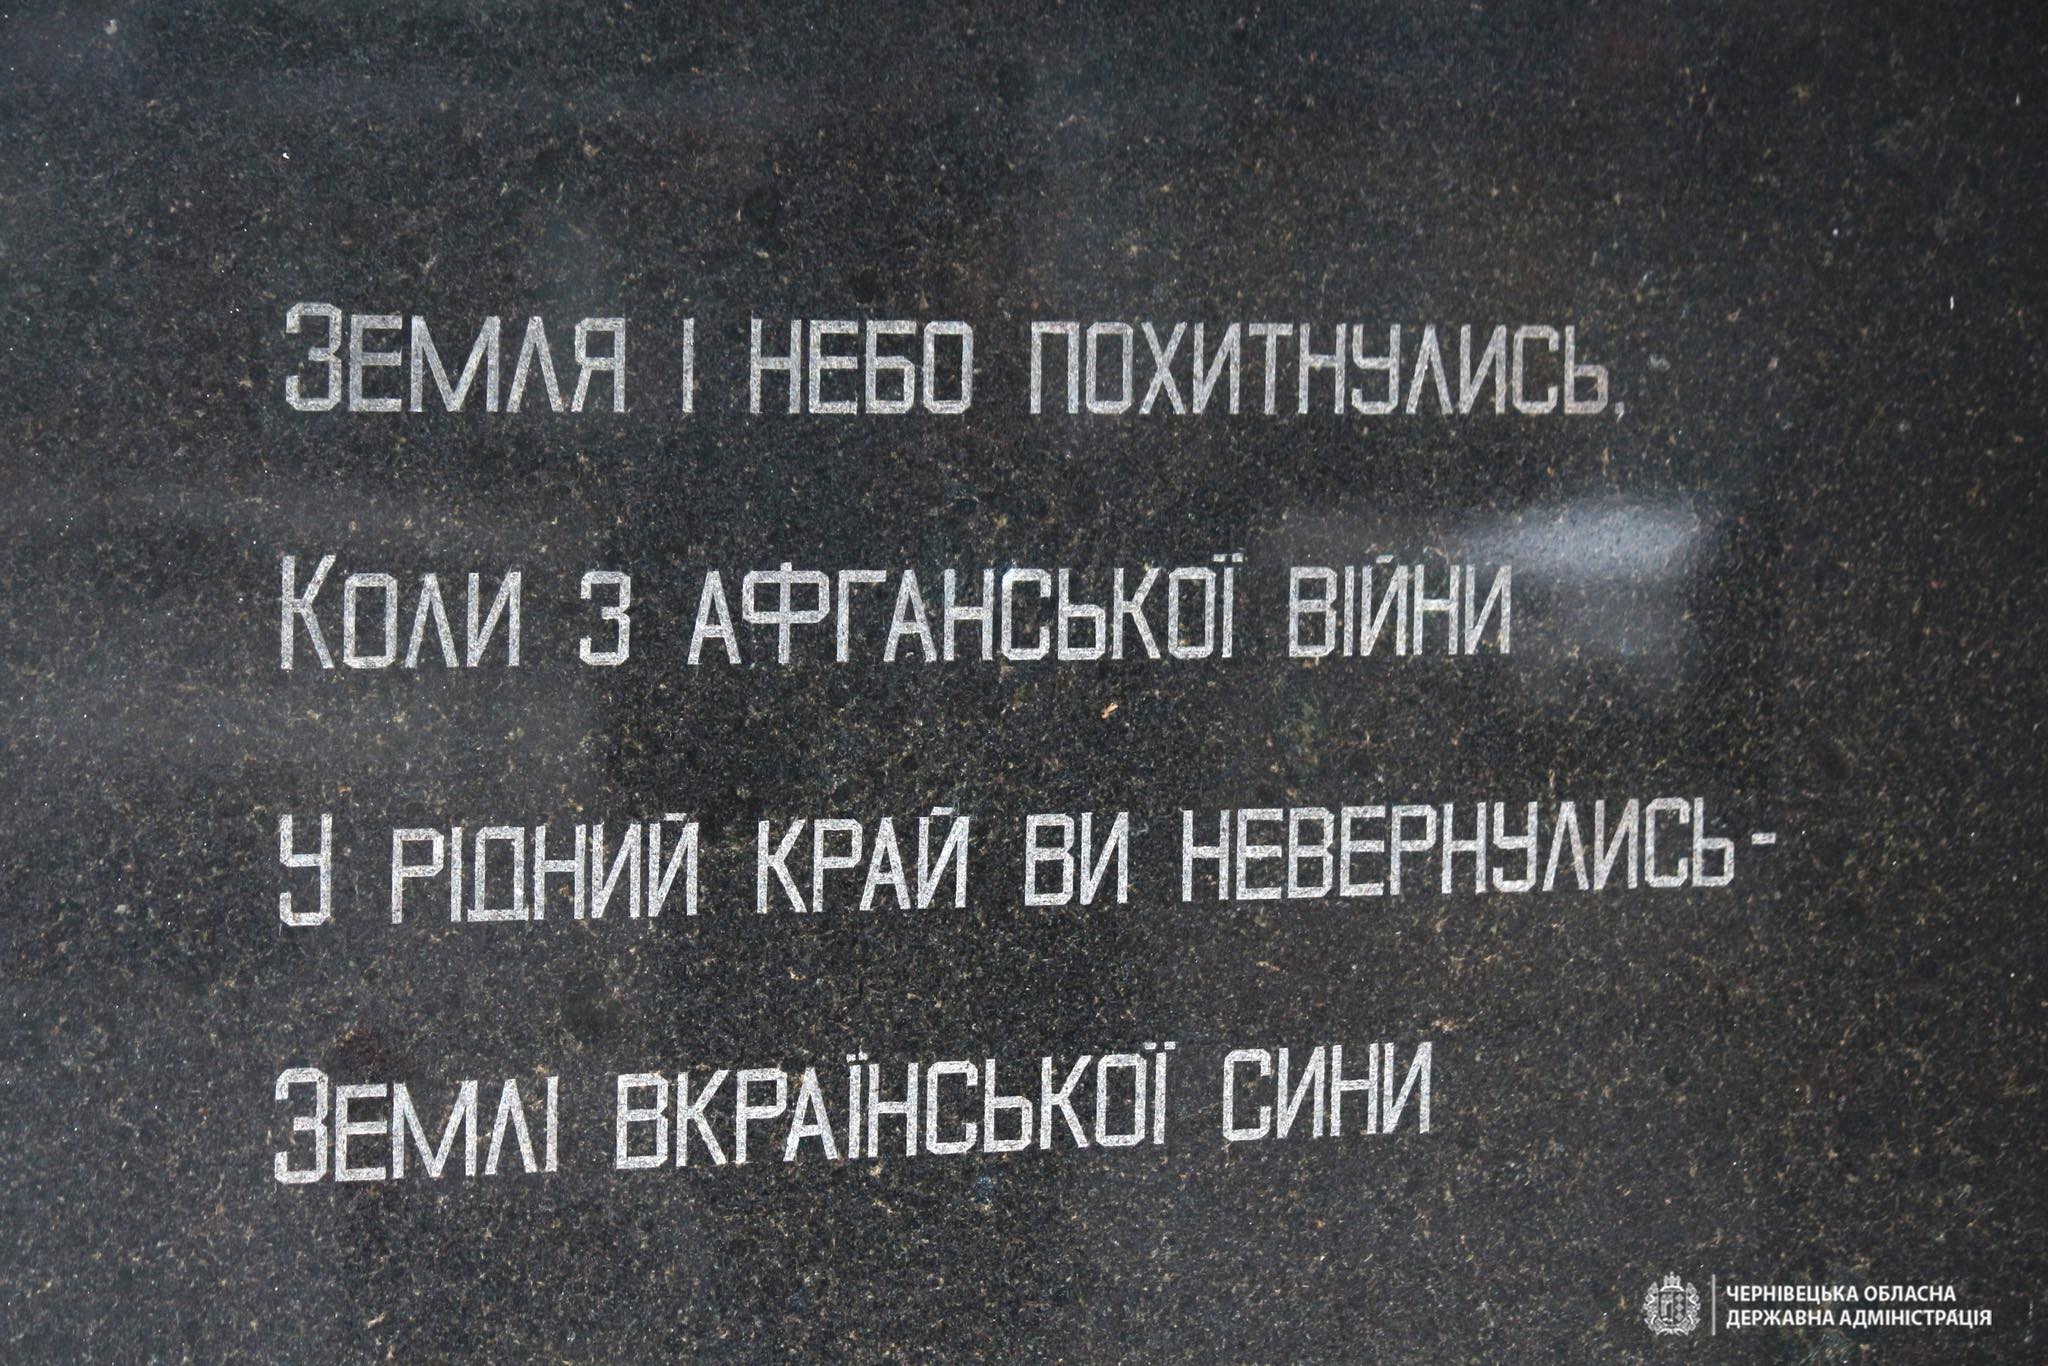 Земля і небо похитнулись,
Коли з афганської війни
У рідний край ви невернулись-
Землі вкраїнської сини
ЧЕРНІВЕЦЬКА ОБЛАСНА
ДЕРЖАВНА АДМІНІСТРАЦІЯ